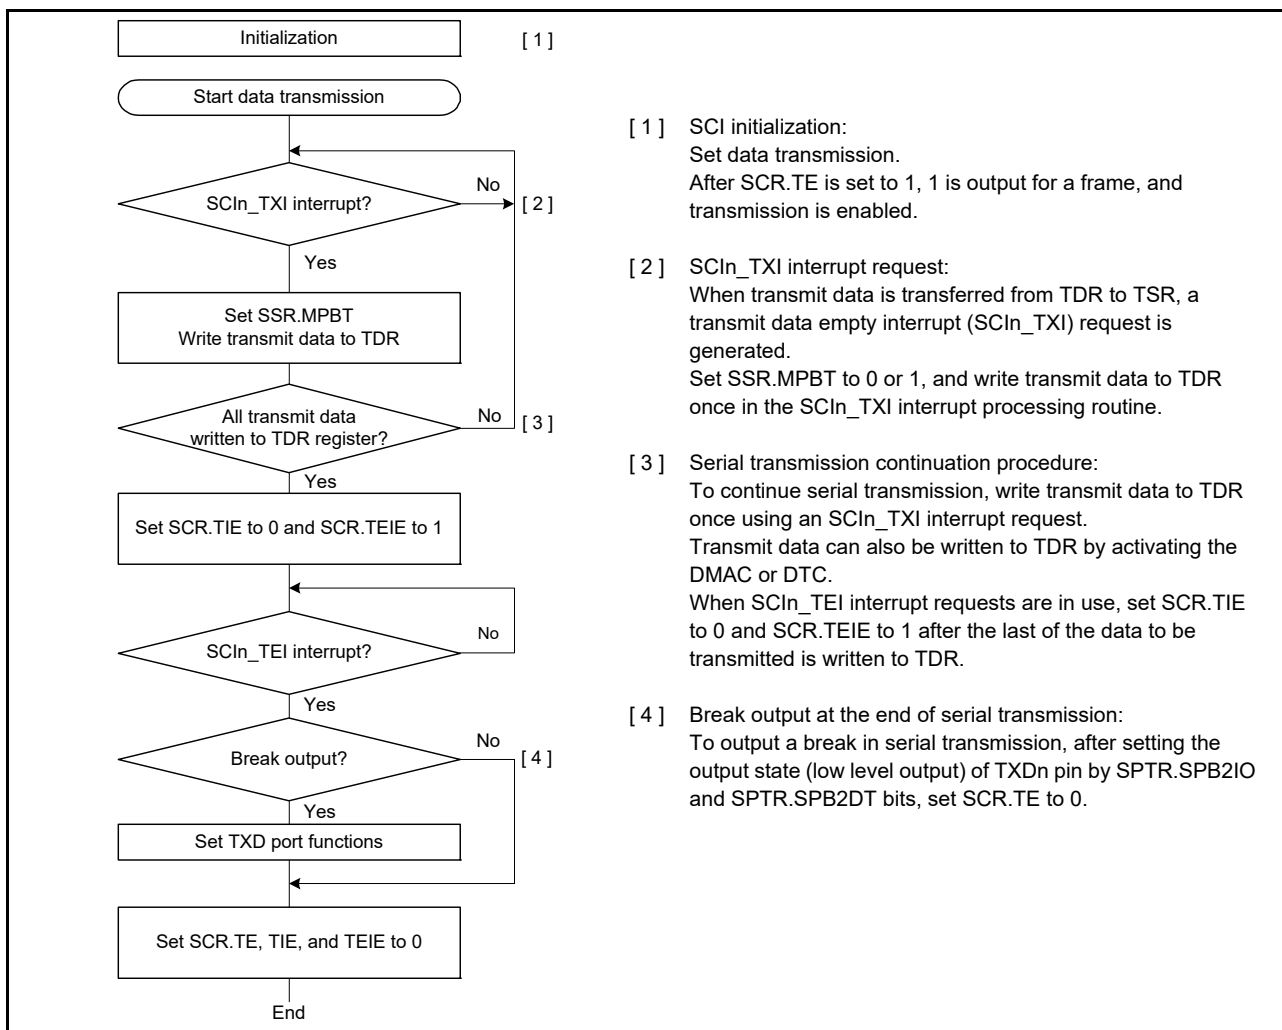 Initialization
[ 1 ]
Start data transmission
SCIn_TXI interrupt?
No
[ 2 ]
Yes
Set SSR.MPBT
Write transmit data to TDR
All transmit data
written to TDR register?
No
[ 3 ]
Yes
Set SCR.TIE to 0 and SCR.TEIE to 1
SCIn_TEI interrupt?
No
Yes
Break output?
No
[ 4 ]
Yes
Set TXD port functions
Set SCR.TE, TIE, and TEIE to 0
End
[ 1 ] SCI initialization:
Set data transmission.
After SCR.TE is set to 1, 1 is output for a frame, and
transmission is enabled.
[ 2 ] SCIn_TXI interrupt request:
When transmit data is transferred from TDR to TSR, a
transmit data empty interrupt (SCIn_TXI) request is
generated.
Set SSR.MPBT to 0 or 1, and write transmit data to TDR
once in the SCIn_TXI interrupt processing routine.
[ 3 ] Serial transmission continuation procedure:
To continue serial transmission, write transmit data to TDR
once using an SCIn_TXI interrupt request.
Transmit data can also be written to TDR by activating the
DMAC or DTC.
When SCIn_TEI interrupt requests are in use, set SCR.TIE
to 0 and SCR.TEIE to 1 after the last of the data to be
transmitted is written to TDR.
[ 4 ] Break output at the end of serial transmission:
To output a break in serial transmission, after setting the
output state (low level output) of TXDn pin by SPTR.SPB2IO
and SPTR.SPB2DT bits, set SCR.TE to 0.